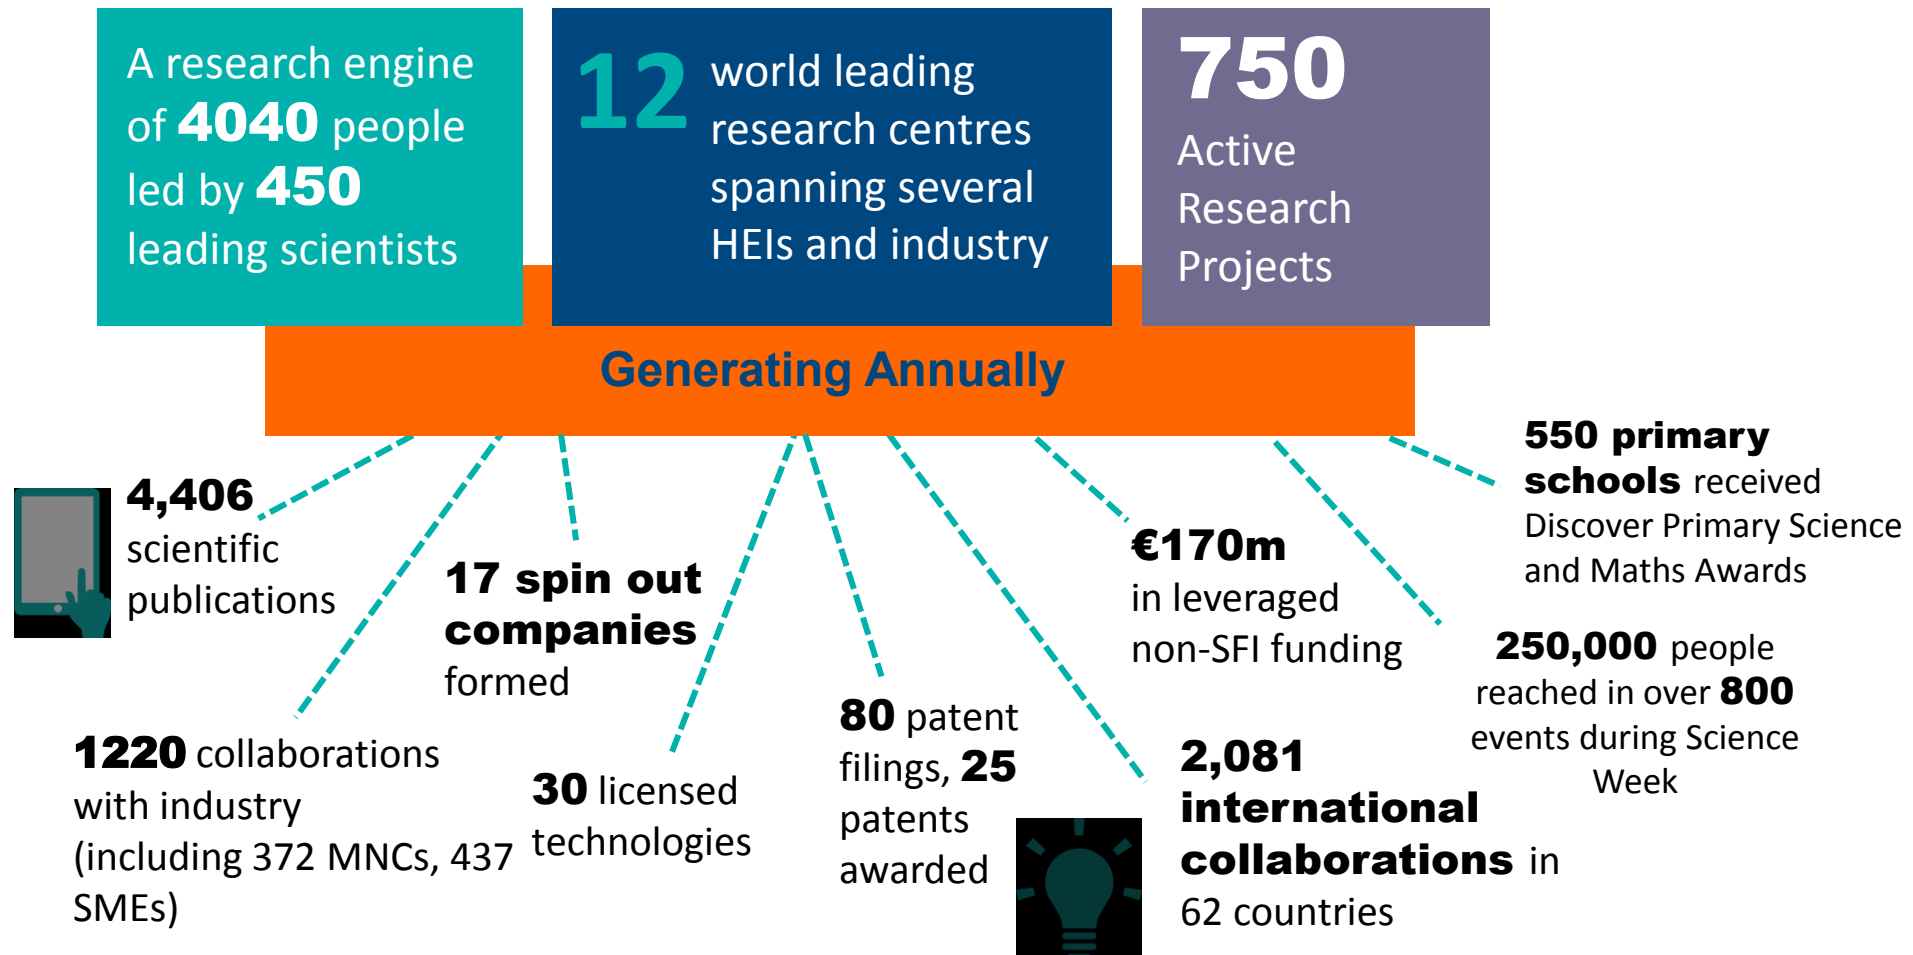 A research engine
of 4040 people
led by 450
leading scientists
12 world leading
research centres
spanning several
HEIs and industry
750
Active
Research
Projects
Generating Annually
4,406
scientific
publications
1220 collaborations
with industry
(including 372 MNCs, 437
SMEs)
17 spin out
companies
formed
30 licensed
technologies
80 patent
filings, 25
patents
awarded
2,081
international
collaborations in
62 countries
€170m
in leveraged
non-SFI funding
250,000 people
reached in over 800
events during Science
Week
550 primary
schools received
Discover Primary Science
and Maths Awards